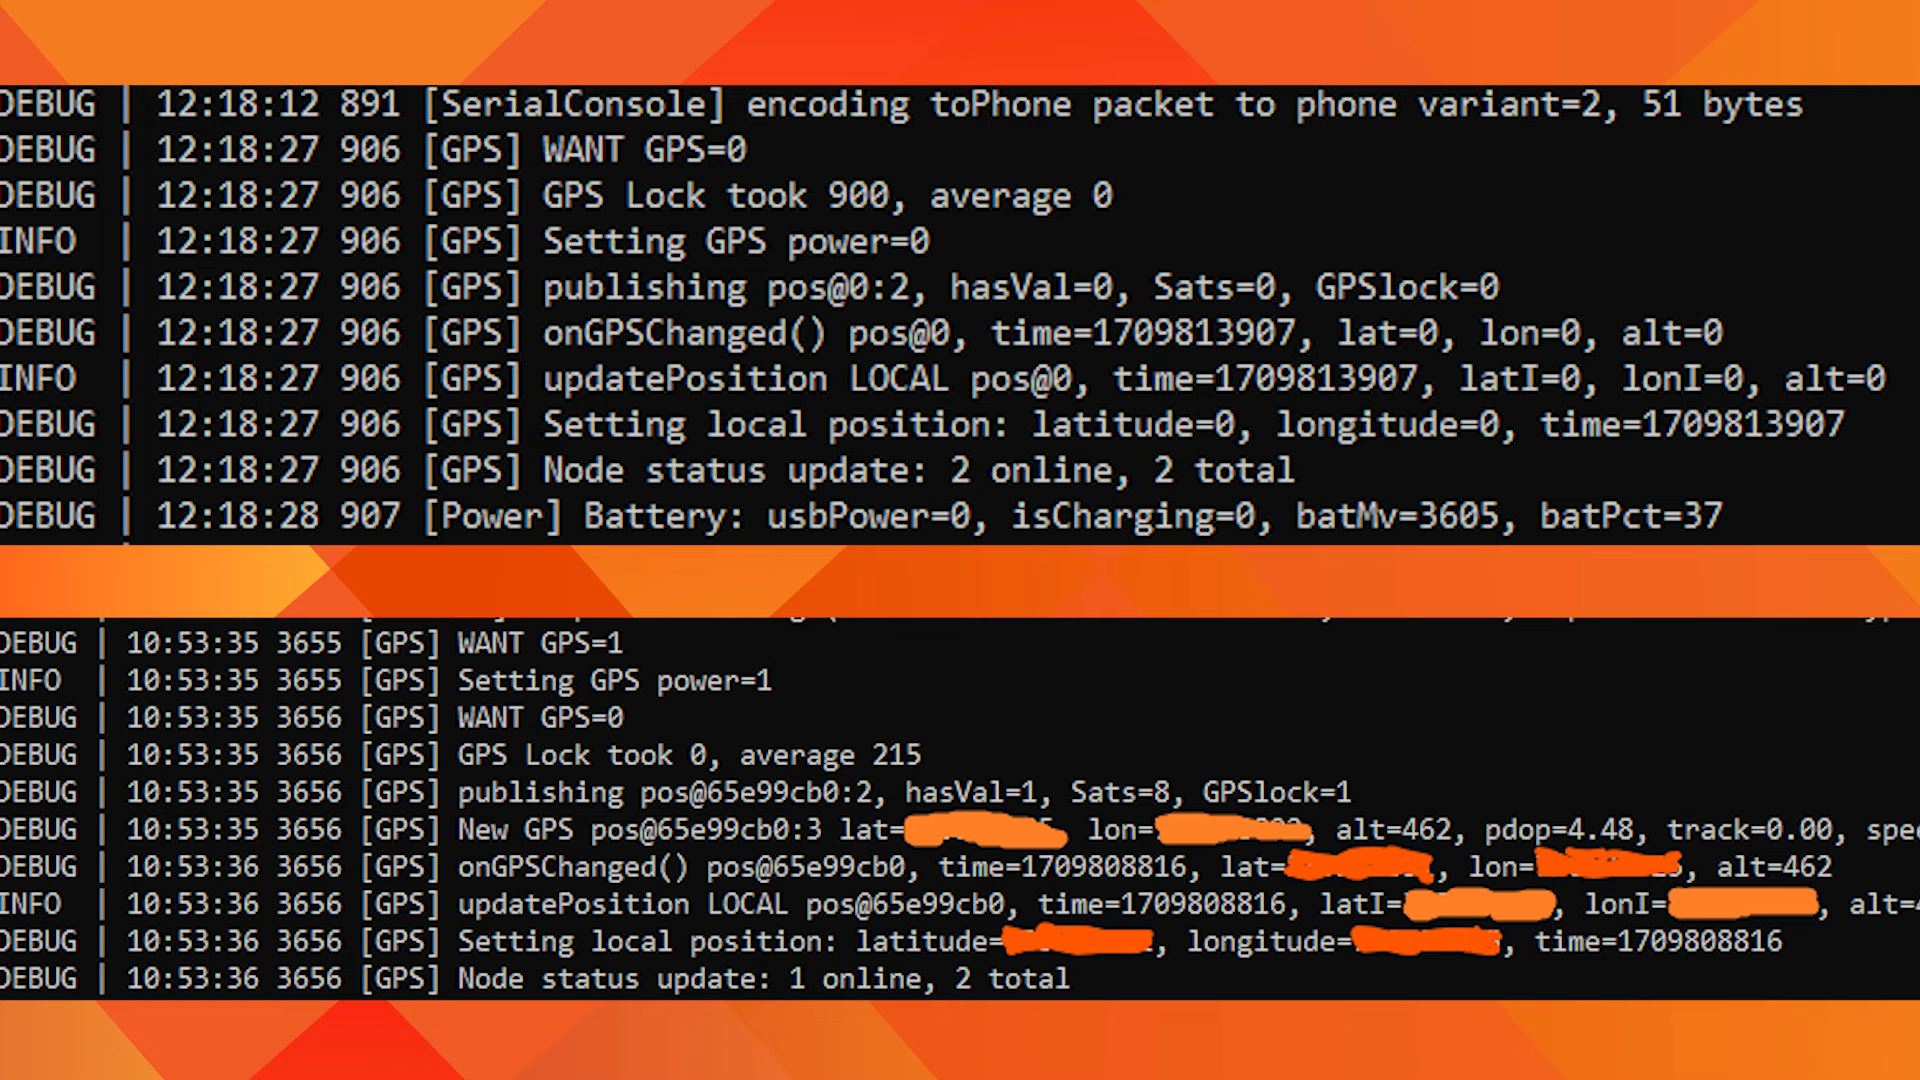 DEBUG | 12:18:12 891 [SerialConsole] encoding toPhone packet to phone variant=2, 51 bytes
DEBUG | 12:18:27 906 [GPS] WANT GPS=0
DEBUG | 12:18:27 906 [GPS] GPS Lock took 900, average 0
INFO | 12:18:27 906 [GPS] Setting GPS power=0
DEBUG | 12:18:27 906 [GPS] publishing pos@0:2, hasVal=0, Sats=0, GPSlock=0
DEBUG | 12:18:27 906 [GPS] onGPSChanged() pos@0, time=1709813907, lat=0, lon=0, alt=0
INFO | 12:18:27 906 [GPS] updatePosition LOCAL pos@0, time=1709813907, latI=0, lonI=0, alt=0
DEBUG | 12:18:27 906 [GPS] Setting local position: latitude=0, longitude=0, time=1709813907
DEBUG | 12:18:27 906 [GPS] Node status update: 2 online, 2 total
DEBUG | 12:18:28 907 [Power] Battery: usbPower=0, isCharging=0, batMv=3605, batPct=37
DEBUG | 10:53:35 3655 [GPS] WANT GPS=1
INFO | 10:53:35 3655 [GPS] Setting GPS power=1
DEBUG | 10:53:35 3656 [GPS] WANT GPS=0
DEBUG | 10:53:35 3656 [GPS] GPS Lock took 0, average 215
DEBUG | 10:53:35 3656 [GPS] publishing pos@65e99cb0:2, hasVal=1, Sats=8, GPSlock=1
DEBUG | 10:53:35 3656 [GPS] New GPS pos@65e99cb0:3 lat= lon= , alt=462, pdop=4.48, track=0.00, spee
DEBUG | 10:53:36 3656 [GPS] onGPSChanged() pos@65e99cb0, time=1709808816, lat= , lon= , alt=462
INFO | 10:53:36 3656 [GPS] updatePosition LOCAL pos@65e99cb0, time=1709808816, latI= , lonI= , alt=4
DEBUG | 10:53:36 3656 [GPS] Setting local position: latitude= , longitude= , time=1709808816
DEBUG | 10:53:36 3656 [GPS] Node status update: 1 online, 2 total